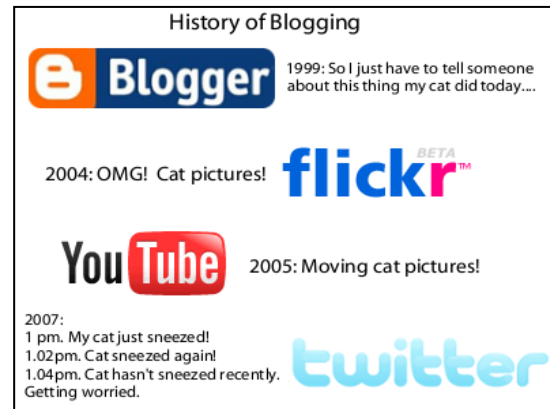 History of Blogging
Blogger
1999: So I just have to tell someone
about this thing my cat did today....
2004: OMG! Cat pictures!
BETA
flickr™
YouTube
2005: Moving cat pictures!
2007:
1 pm. My cat just sneezed!
1.02pm. Cat sneezed again!
1.04pm. Cat hasn't sneezed recently.
Getting worried.
twitter